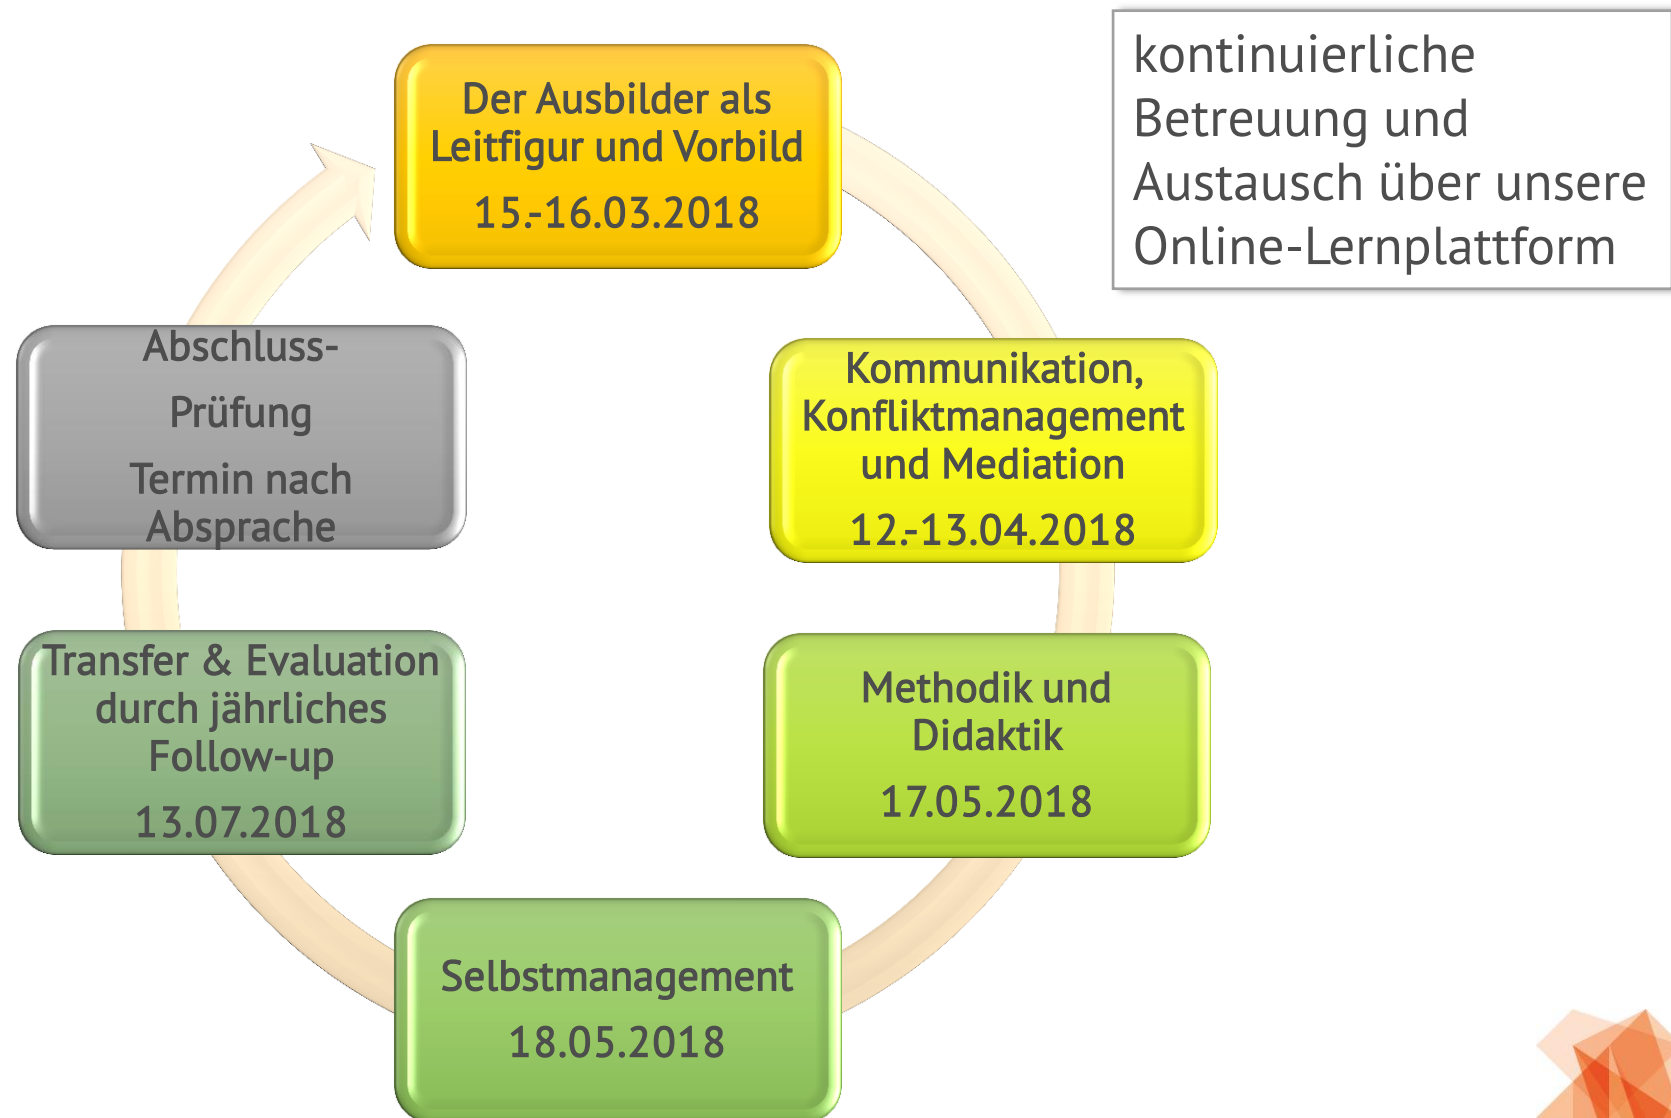 Der Ausbilder als
Leitfigur und Vorbild
15.-16.03.2018
kontinuierliche
Betreuung und
Austausch über unsere
Online-Lernplattform
Kommunikation,
Konfliktmanagement
und Mediation
12.-13.04.2018
Methodik und
Didaktik
17.05.2018
Selbstmanagement
18.05.2018
Transfer & Evaluation
durch jährliches
Follow-up
13.07.2018
Abschluss-
Prüfung
Termin nach
Absprache